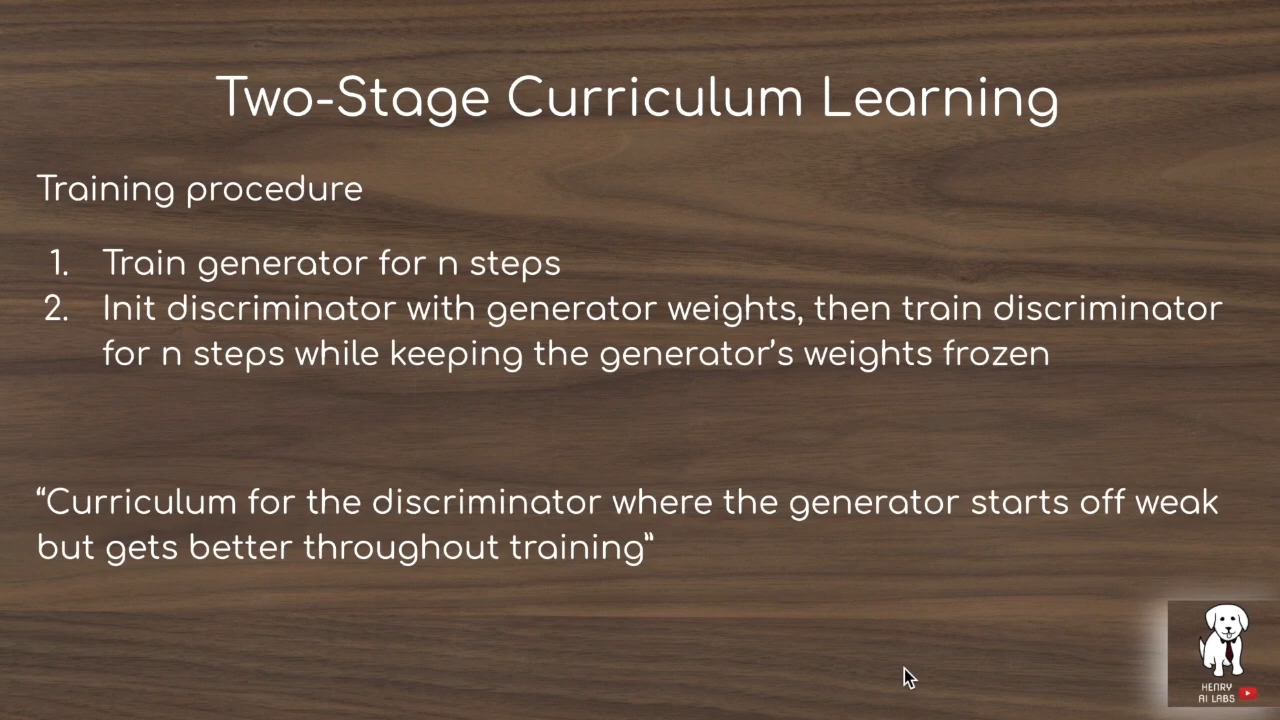 Two-Stage Curriculum Learning
Training procedure
1. Train generator for n steps
2. Init discriminator with generator weights, then train discriminator
for n steps while keeping the generator’s weights frozen
“Curriculum for the discriminator where the generator starts off weak
but gets better throughout training”
HENRY
AI LABS